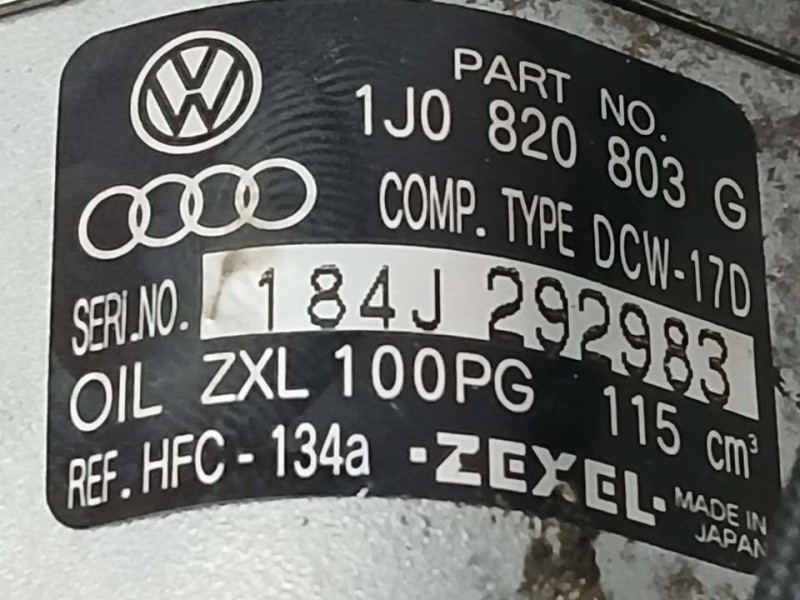 VW
PART NO.
1J0 820 803 G
COMP. TYPE DCW-17D
SERI.NO. 184J 292983
OIL ZXL 100PG 115 cm³
REF. HFC - 134a ·ZEXEL· MADE IN
JAPAN